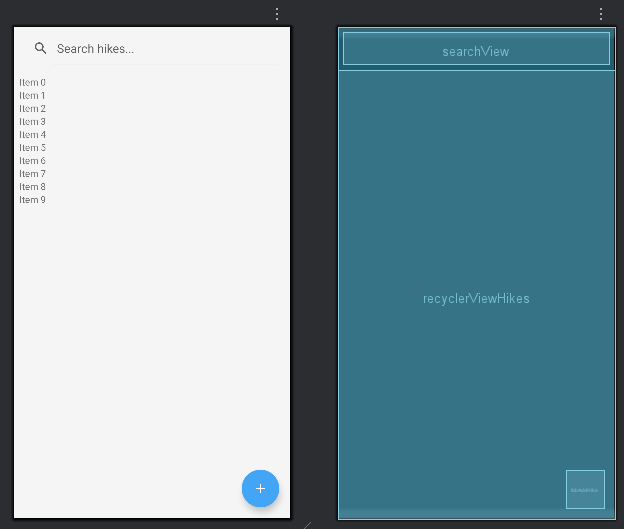 Search hikes...
Item 0
Item 1
Item 2
Item 3
Item 4
Item 5
Item 6
Item 7
Item 8
Item 9
+
searchView
recyclerViewHikes